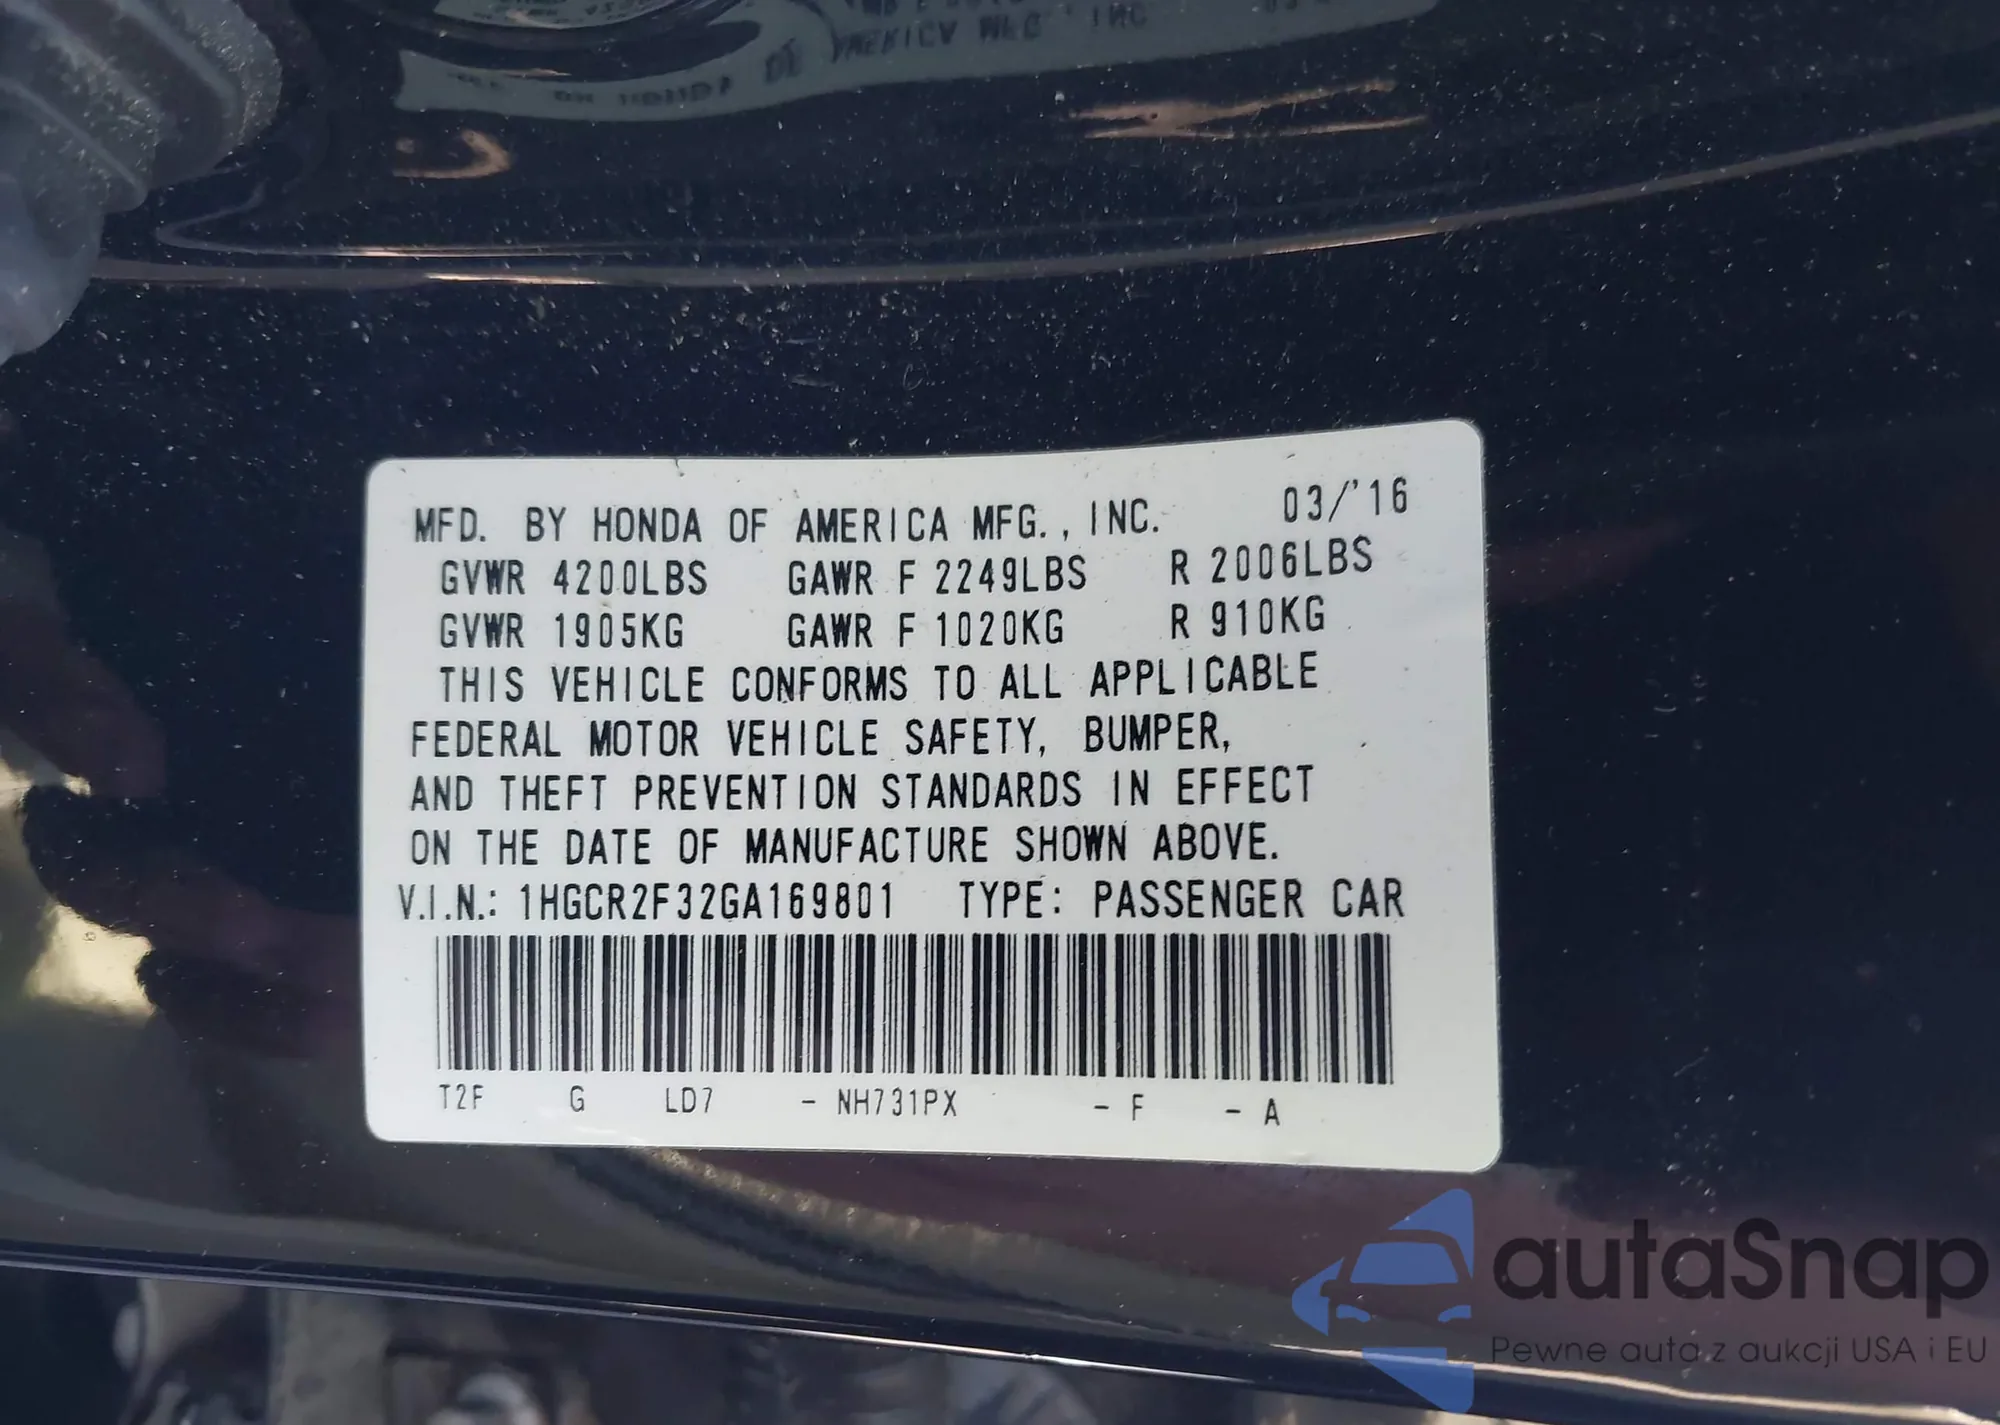 MFD. BY HONDA OF AMERICA MFG., INC. 03/'16
GVWR 4200LBS GAWR F 2249LBS R 2006LBS
GVWR 1905KG GAWR F 1020KG R 910KG
THIS VEHICLE CONFORMS TO ALL APPLICABLE
FEDERAL MOTOR VEHICLE SAFETY, BUMPER,
AND THEFT PREVENTION STANDARDS IN EFFECT
ON THE DATE OF MANUFACTURE SHOWN ABOVE.
V.I.N.: 1HGCR2F32GA169801 TYPE: PASSENGER CAR
T2F G LD7 - NH731PX - F - A
autaSnap
Pewne auta z aukcji USA i EU